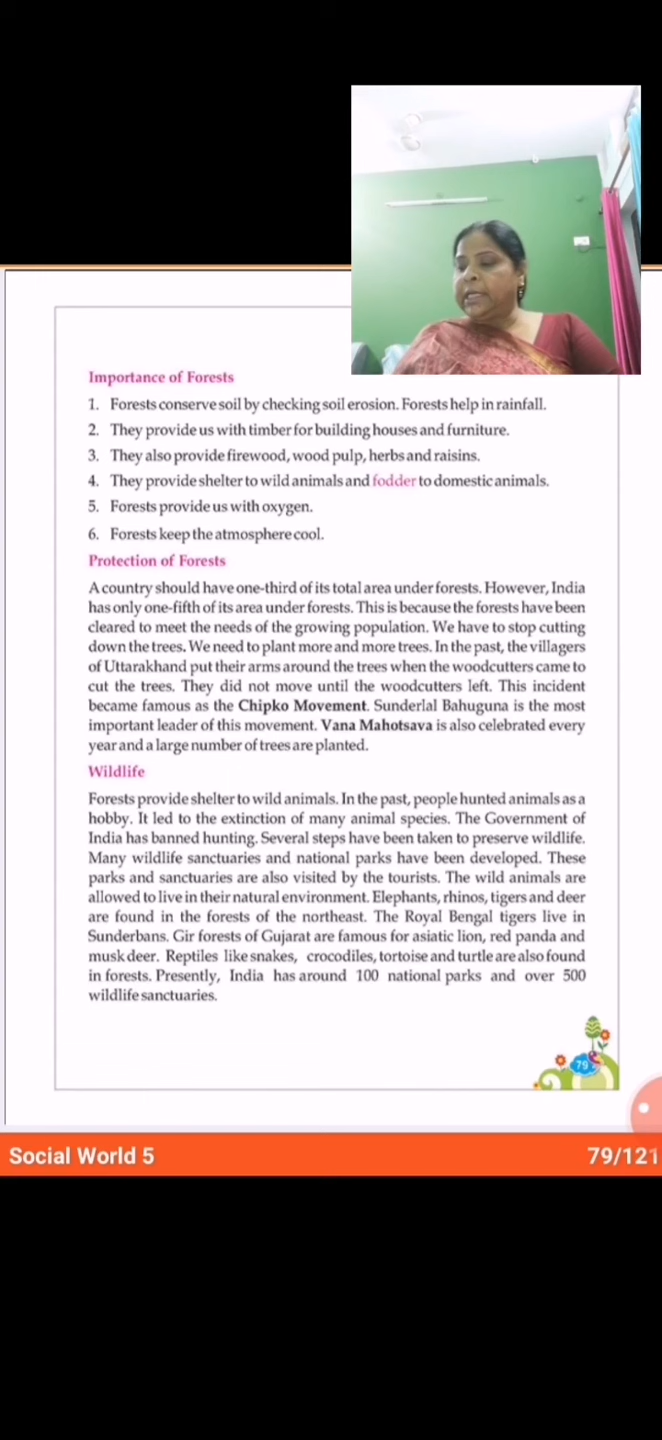 Importance of Forests
1. Forests conserve soil by checking soil erosion. Forests help in rainfall.
2. They provide us with timber for building houses and furniture.
3. They also provide firewood, wood pulp, herbs and raisins.
4. They provide shelter to wild animals and fodder to domestic animals.
5. Forests provide us with oxygen.
6. Forests keep the atmosphere cool.
Protection of Forests
A country should have one-third of its total area under forests. However, India
has only one-fifth of its area under forests. This is because the forests have been
cleared to meet the needs of the growing population. We have to stop cutting
down the trees. We need to plant more and more trees. In the past, the villagers
of Uttarakhand put their arms around the trees when the woodcutters came to
cut the trees. They did not move until the woodcutters left. This incident
became famous as the Chipko Movement. Sunderlal Bahuguna is the most
important leader of this movement. Vana Mahotsava is also celebrated every
year and a large number of trees are planted.
Wildlife
Forests provide shelter to wild animals. In the past, people hunted animals as a
hobby. It led to the extinction of many animal species. The Government of
India has banned hunting. Several steps have been taken to preserve wildlife.
Many wildlife sanctuaries and national parks have been developed. These
parks and sanctuaries are also visited by the tourists. The wild animals are
allowed to live in their natural environment. Elephants, rhinos, tigers and deer
are found in the forests of the northeast. The Royal Bengal tigers live in
Sunderbans. Gir forests of Gujarat are famous for asiatic lion, red panda and
musk deer. Reptiles like snakes, crocodiles, tortoise and turtle are also found
in forests. Presently, India has around 100 national parks and over 500
wildlife sanctuaries.
79
Social World 5
79/121